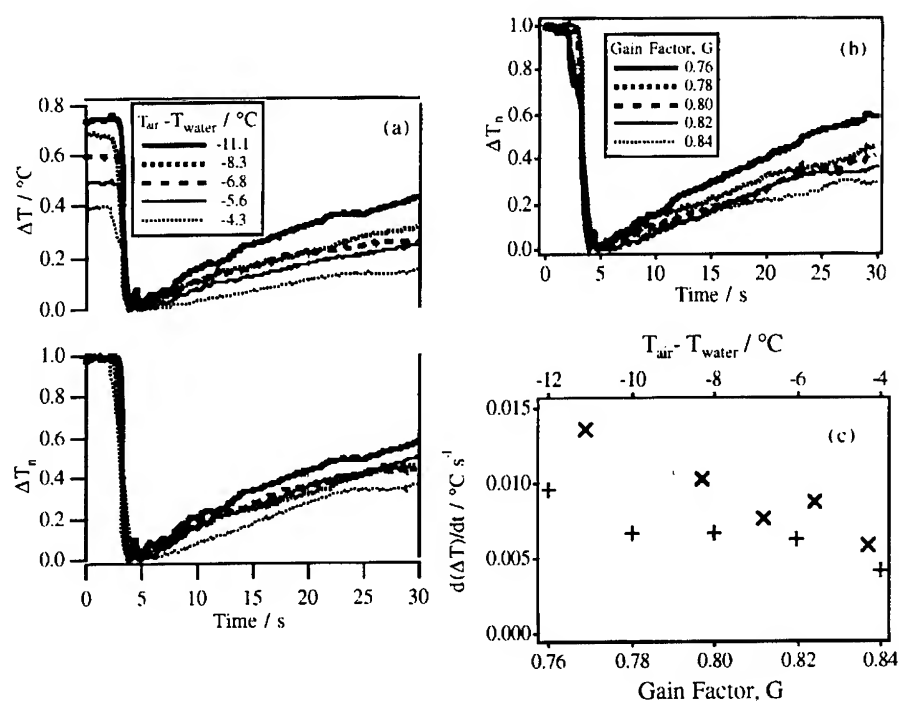 (a)
ΔT / °C
0.8
0.6
0.4
0.2
0.0
T_air - T_water / °C
-11.1
-8.3
-6.8
-5.6
-4.3
ΔT_n
1.0
0.8
0.6
0.4
0.2
0.0
0 5 10 15 20 25 30
Time / s
(b)
ΔT_n
1.0
0.8
0.6
0.4
0.2
0.0
Gain Factor, G
0.76
0.78
0.80
0.82
0.84
0 5 10 15 20 25 30
Time / s
T_air - T_water / °C
-12 -10 -8 -6 -4
(c)
d(ΔT)/dt / °C s⁻¹
0.015
0.010
0.005
0.000
0.76 0.78 0.80 0.82 0.84
Gain Factor, G